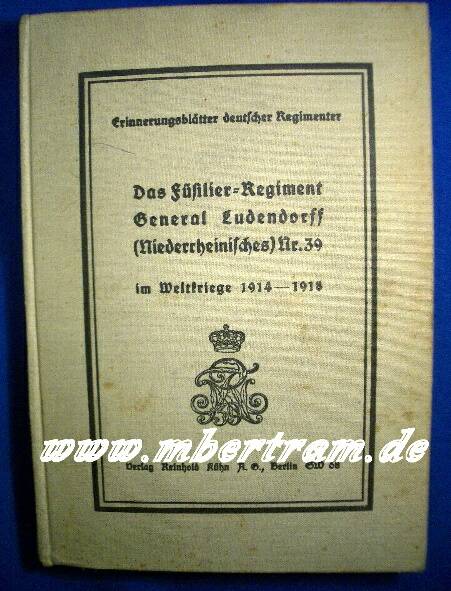 Erinnerungsblätter deutscher Regimenter
Das Füsilier-Regiment
General Ludendorff
(Niederrheinisches) Nr. 39
im Weltkriege 1914—1918
www.mbertram.de
Verlag Reinhold Kühn A. G., Berlin SW 68